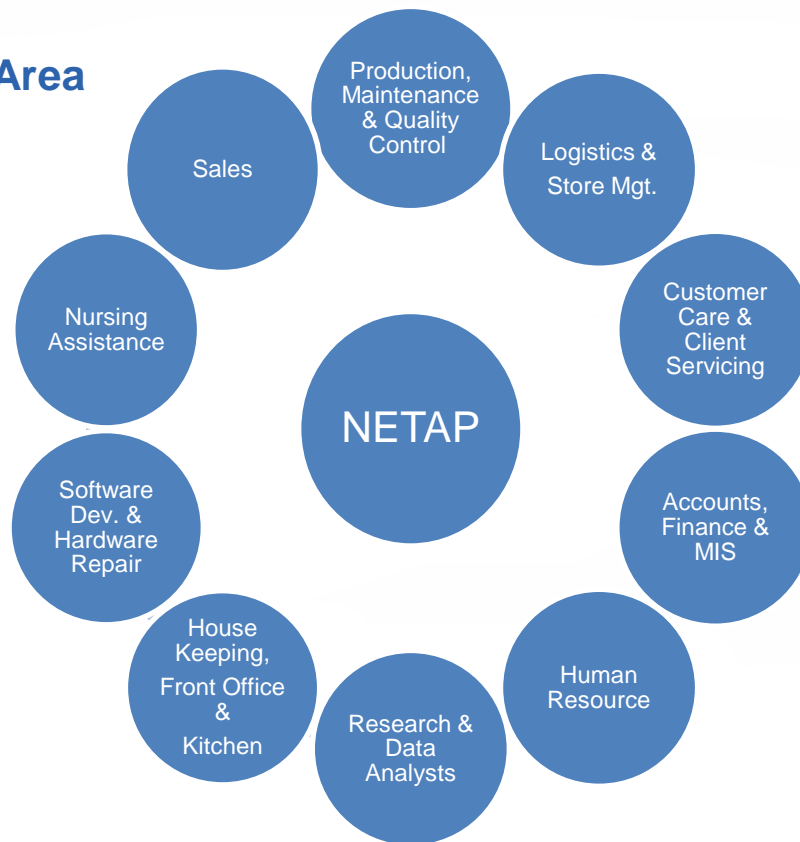 Area
Production,
Maintenance
& Quality
Control
Logistics &
Store Mgt.
Customer
Care &
Client
Servicing
Accounts,
Finance &
MIS
Human
Resource
Research &
Data
Analysts
House
Keeping,
Front Office
&
Kitchen
Software
Dev. &
Hardware
Repair
Nursing
Assistance
Sales
NETAP